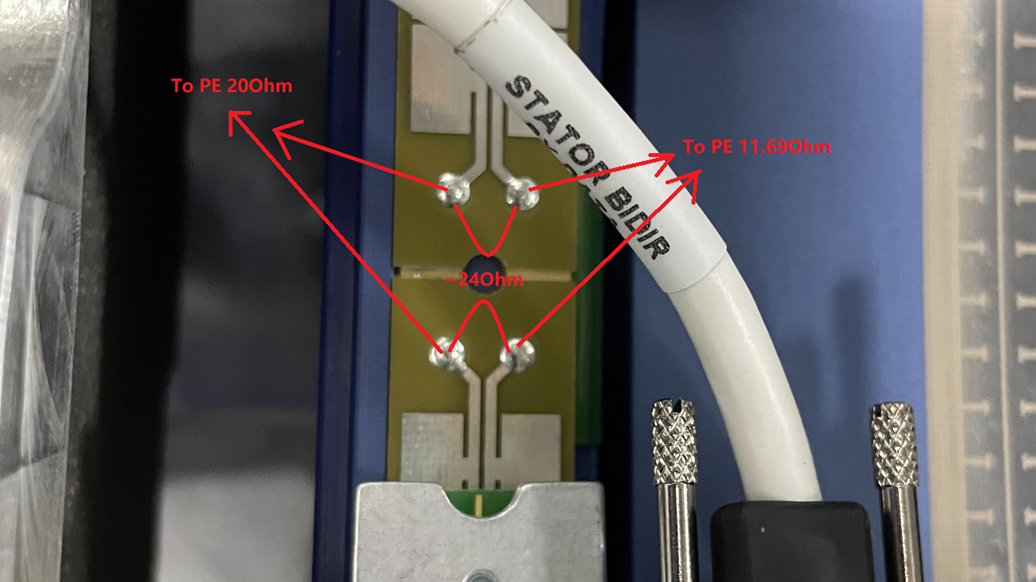 To PE 20Ohm
STATOR BIDIR
To PE 11.69Ohm
~24Ohm